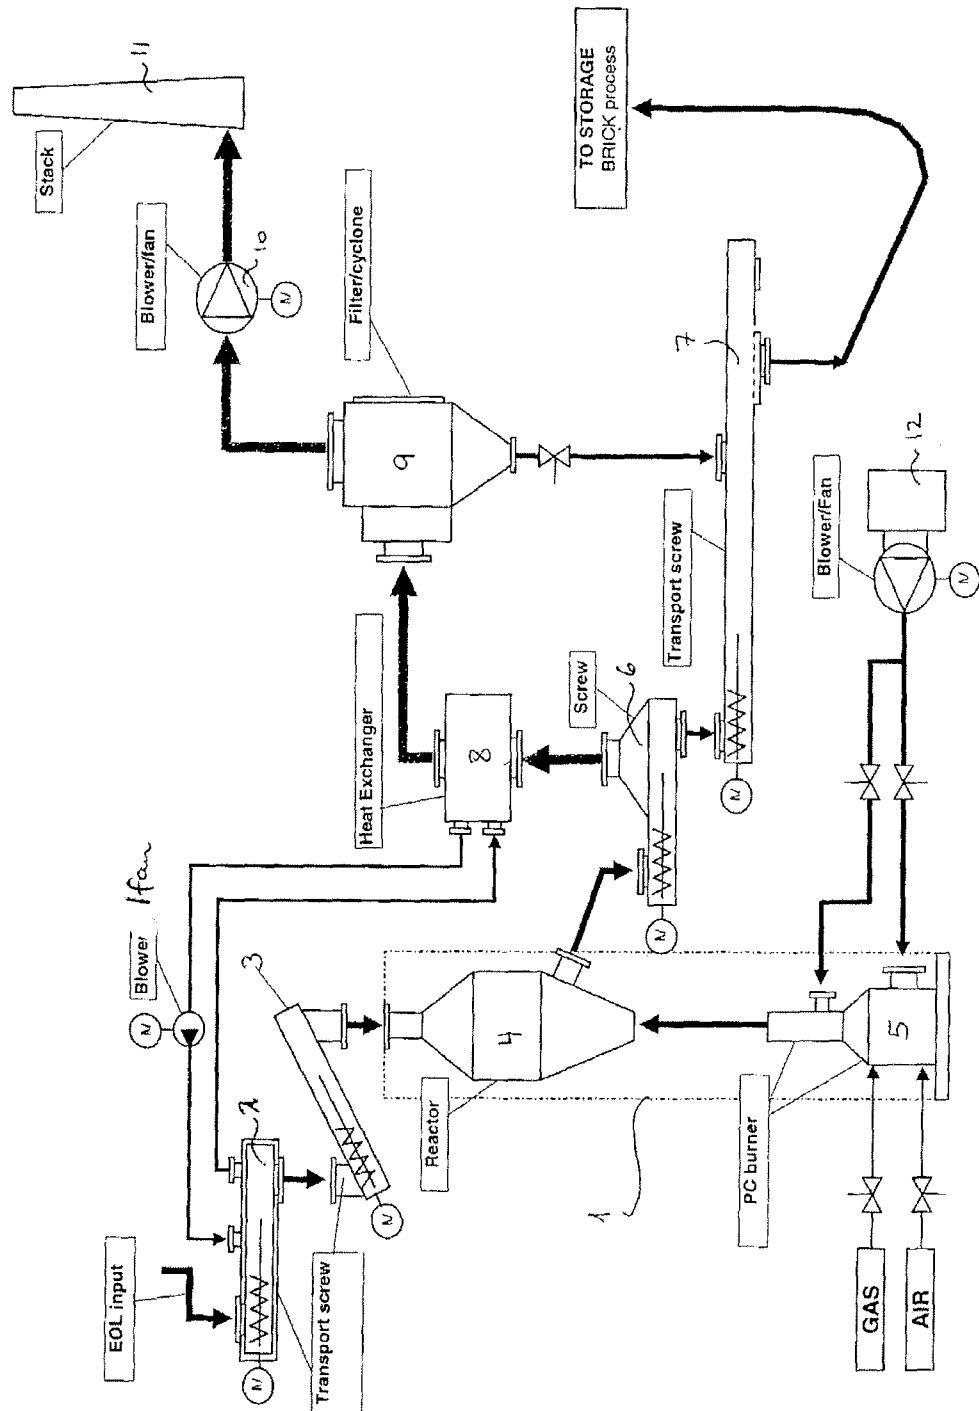 EOL input
Transport screw
2
3
Blower /fan
Stack
11
Blower/fan
10
Heat Exchanger
8
Filter/cyclone
9
Reactor
4
1
Screw
6
Transport screw
7
TO STORAGE
BRICK process
PC burner
5
Blower/Fan
12
GAS
AIR